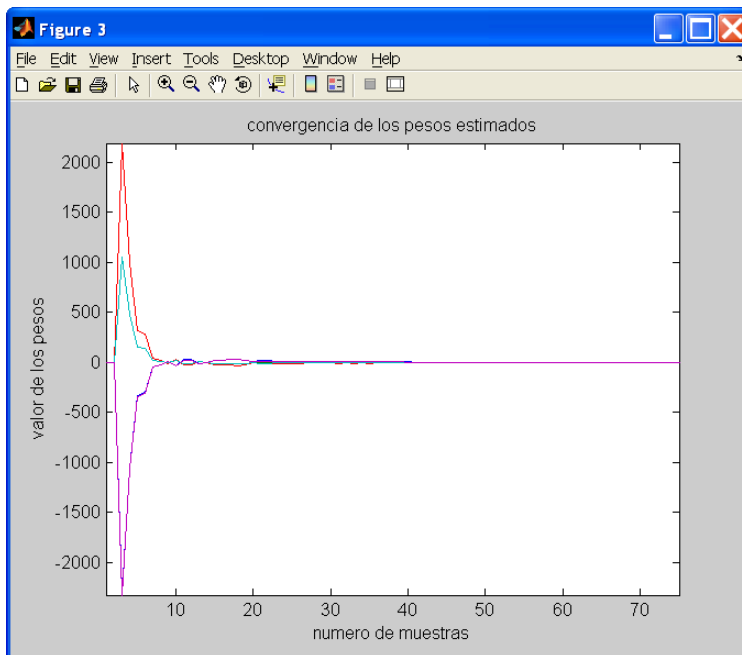 Figure 3
File Edit View Insert Tools Desktop Window Help
convergencia de los pesos estimados
valor de los pesos
2000
1500
1000
500
0
-500
-1000
-1500
-2000
10 20 30 40 50 60 70
numero de muestras